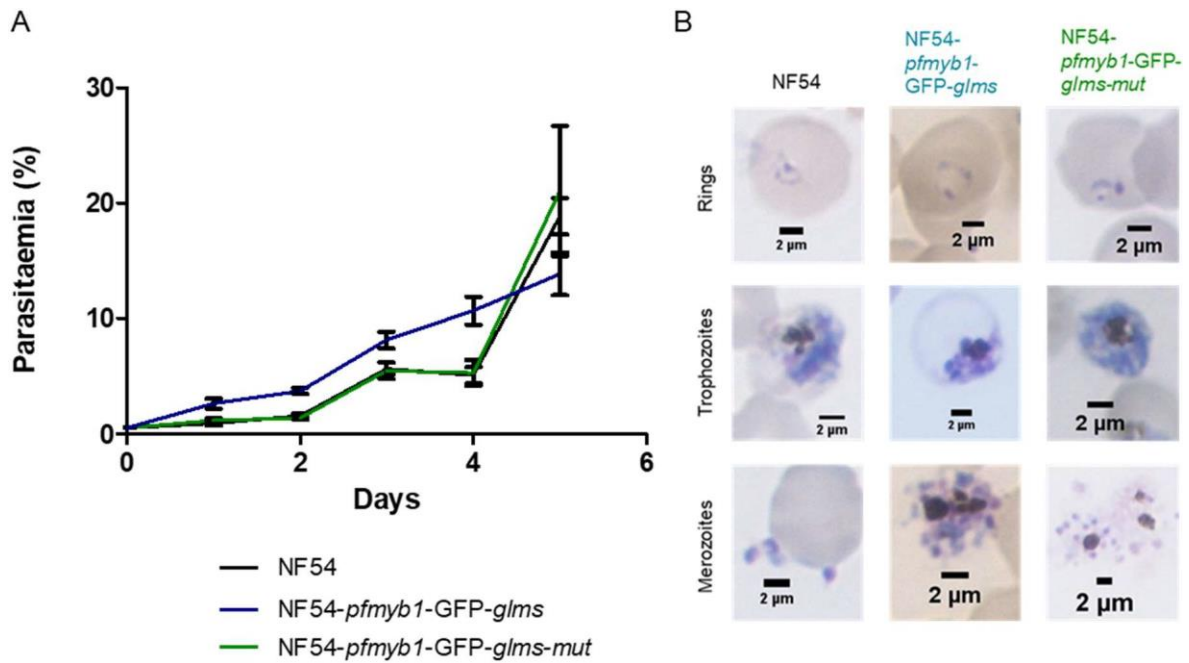 A
Parasitaemia (%)
30
20
10
0
0 2 4 6
Days
NF54
NF54-pfmyb1-GFP-glms
NF54-pfmyb1-GFP-glms-mut
B
NF54
NF54-
pfmyb1-
GFP-glms
NF54-
pfmyb1-GFP-
glms-mut
Rings
2 µm
2 µm
2 µm
Trophozoites
2 µm
2 µm
2 µm
Merozoites
2 µm
2 µm
2 µm